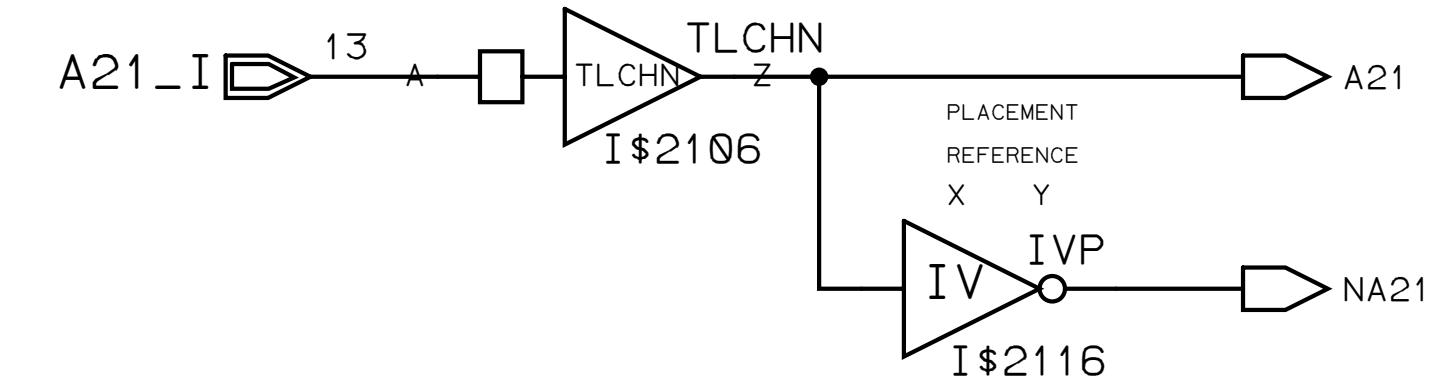 A21_I
13
A
TLCHN
TLCHN
Z
I$2106
A21
PLACEMENT
REFERENCE
X Y
IV
IVP
I$2116
NA21